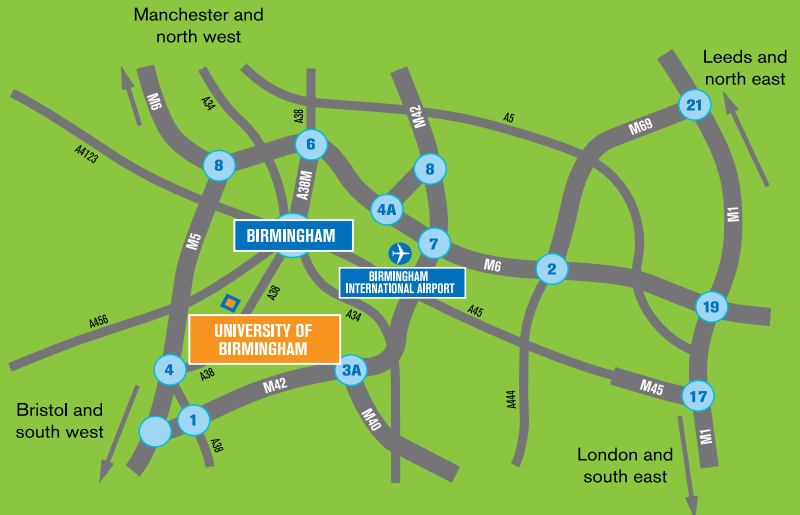 Manchester and
north west
Leeds and
north east
M6
A34
A38
M42
21
A5
M69
A4123
6
8
8
A38M
4A
M1
BIRMINGHAM
7
M5
M6
2
BIRMINGHAM
INTERNATIONAL AIRPORT
A38
19
A34
A45
A456
UNIVERSITY OF
BIRMINGHAM
4
A38
3A
M42
M45
17
A444
Bristol and
south west
1
M40
M1
A38
London and
south east